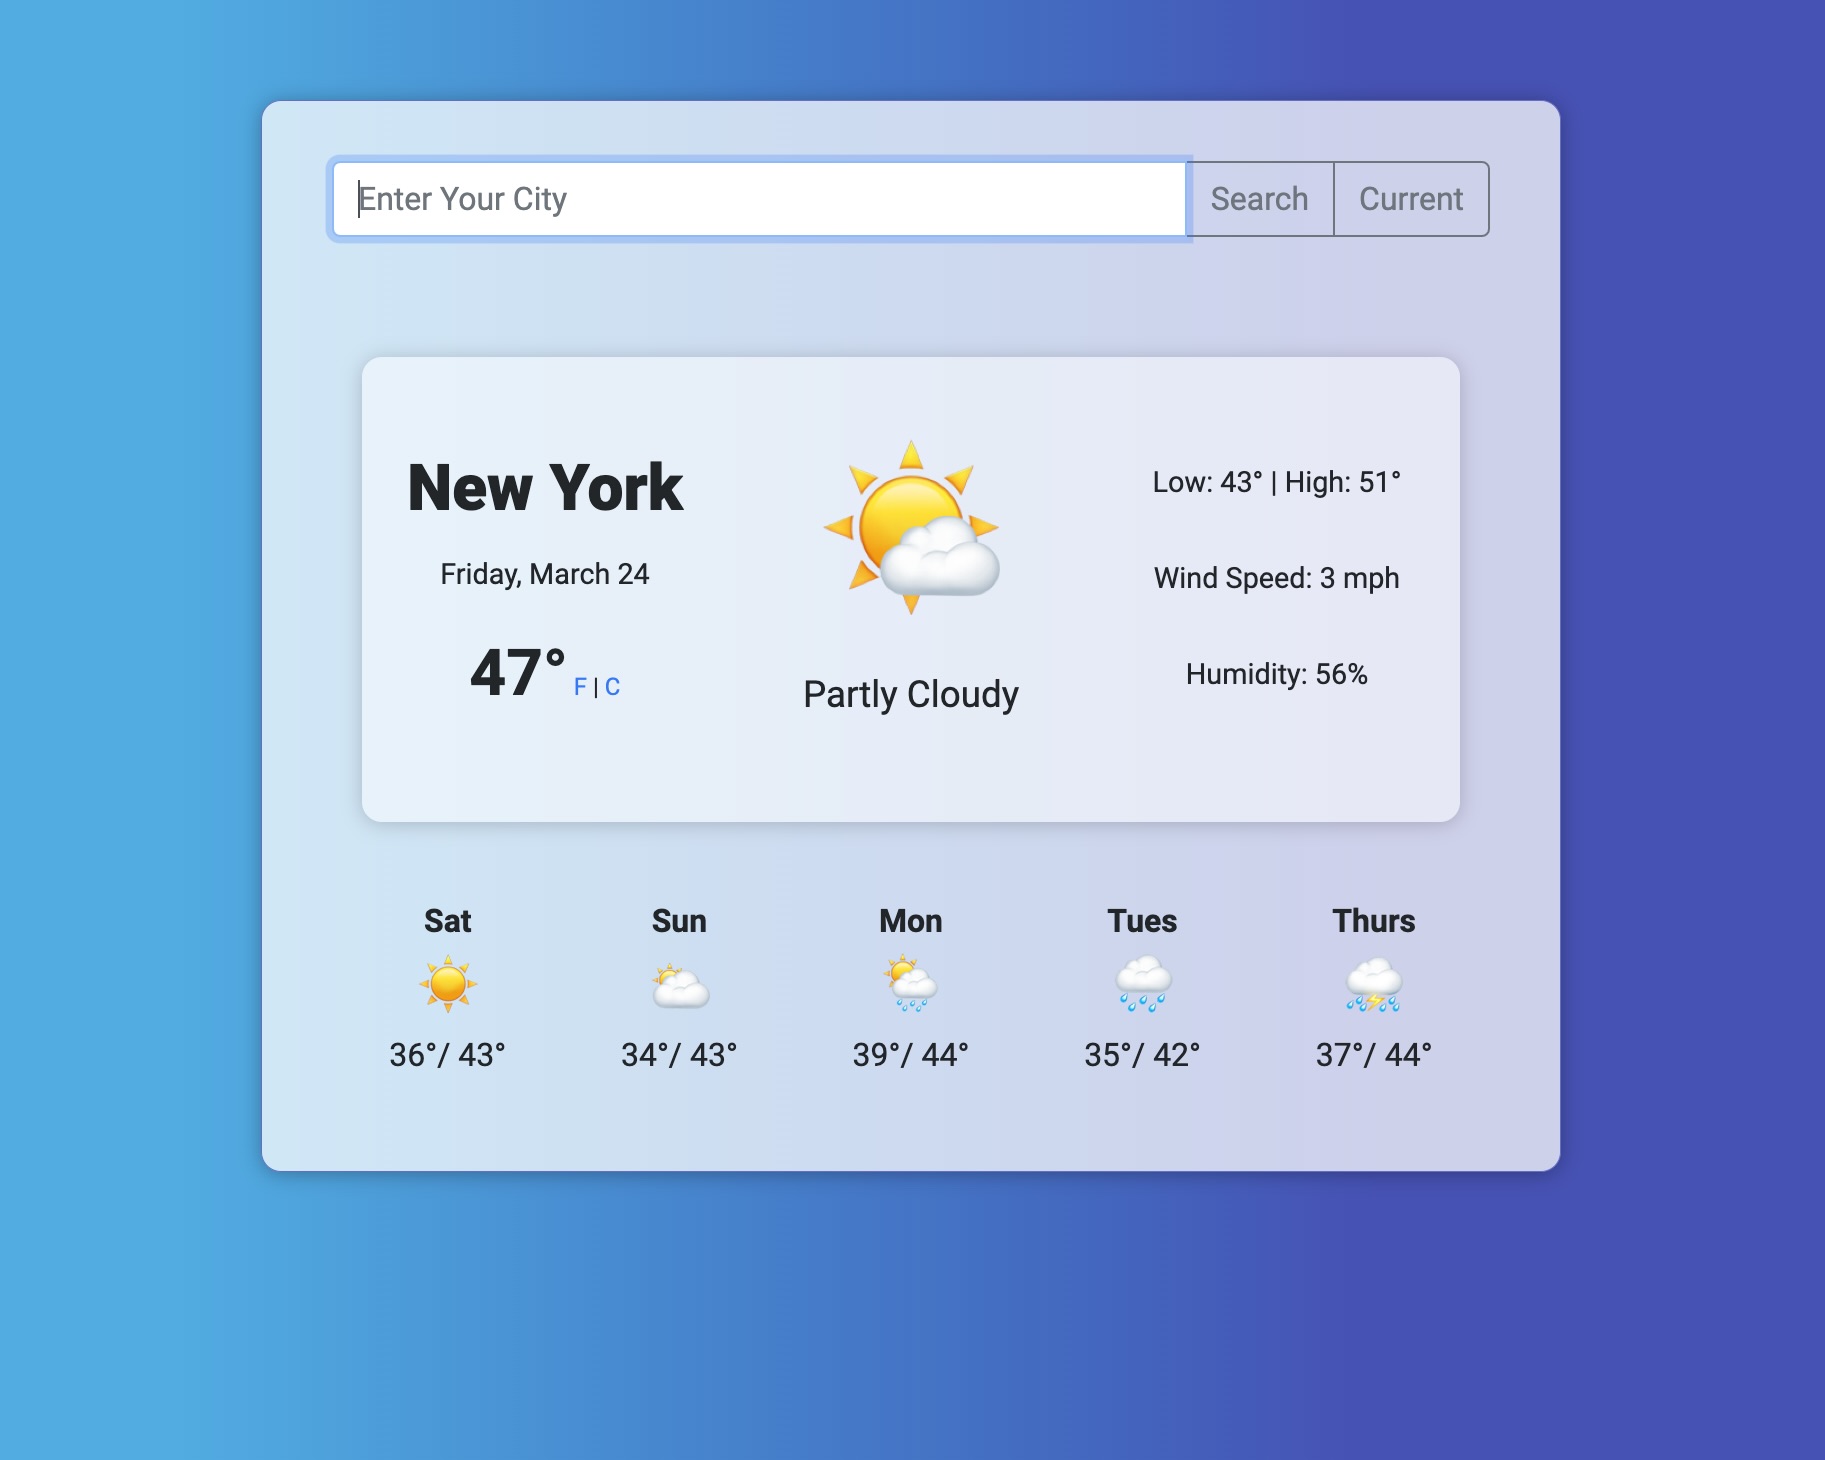 Enter Your City
Search
Current
New York
Friday, March 24
47° F | C
Partly Cloudy
Low: 43° | High: 51°
Wind Speed: 3 mph
Humidity: 56%
Sat
36°/ 43°
Sun
34°/ 43°
Mon
39°/ 44°
Tues
35°/ 42°
Thurs
37°/ 44°